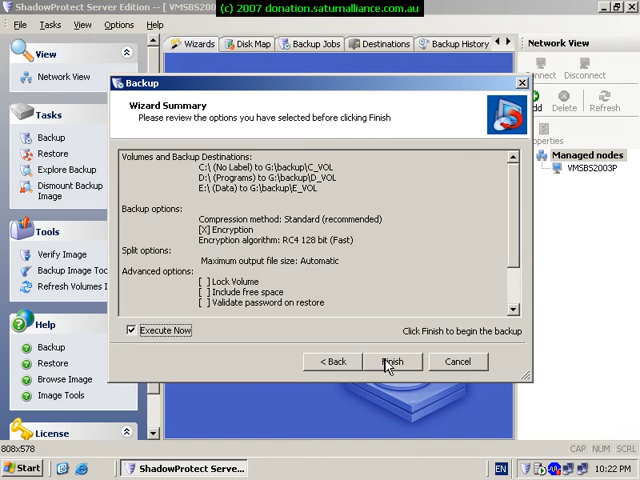 (c) 2007 donation.saturnalliance.com.au
ShadowProtect Server Edition - VMSBS200
File Tasks View Options Help
View
Network View
Tasks
Backup
Restore
Explore Backup
Dismount Backup
Image
Tools
Verify Image
Backup Image Too
Refresh Volumes I
Help
Backup
Restore
Browse Image
Image Tools
License
Wizards Disk Map Backup Jobs Destinations Backup History
Backup
Wizard Summary
Please review the options you have selected before clicking Finish
Volumes and Backup Destinations:
C:\ (No Label) to G:\backup\C_VOL
D:\ (Programs) to G:\backup\D_VOL
E:\ (Data) to G:\backup\E_VOL
Backup options:
Compression method: Standard (recommended)
[X] Encryption
Encryption algorithm: RC4 128 bit (Fast)
Split options:
Maximum output file size: Automatic
Advanced options:
[ ] Lock Volume
[ ] Include free space
[ ] Validate password on restore
Execute Now
Click Finish to begin the backup
< Back Finish Cancel
Network View
onnect Disconnect
dd Delete Refresh
roperties
Managed nodes
VMSBS2003P
808x578
CAP NUM SCRL
Start ShadowProtect Serve... EN 10:22 PM